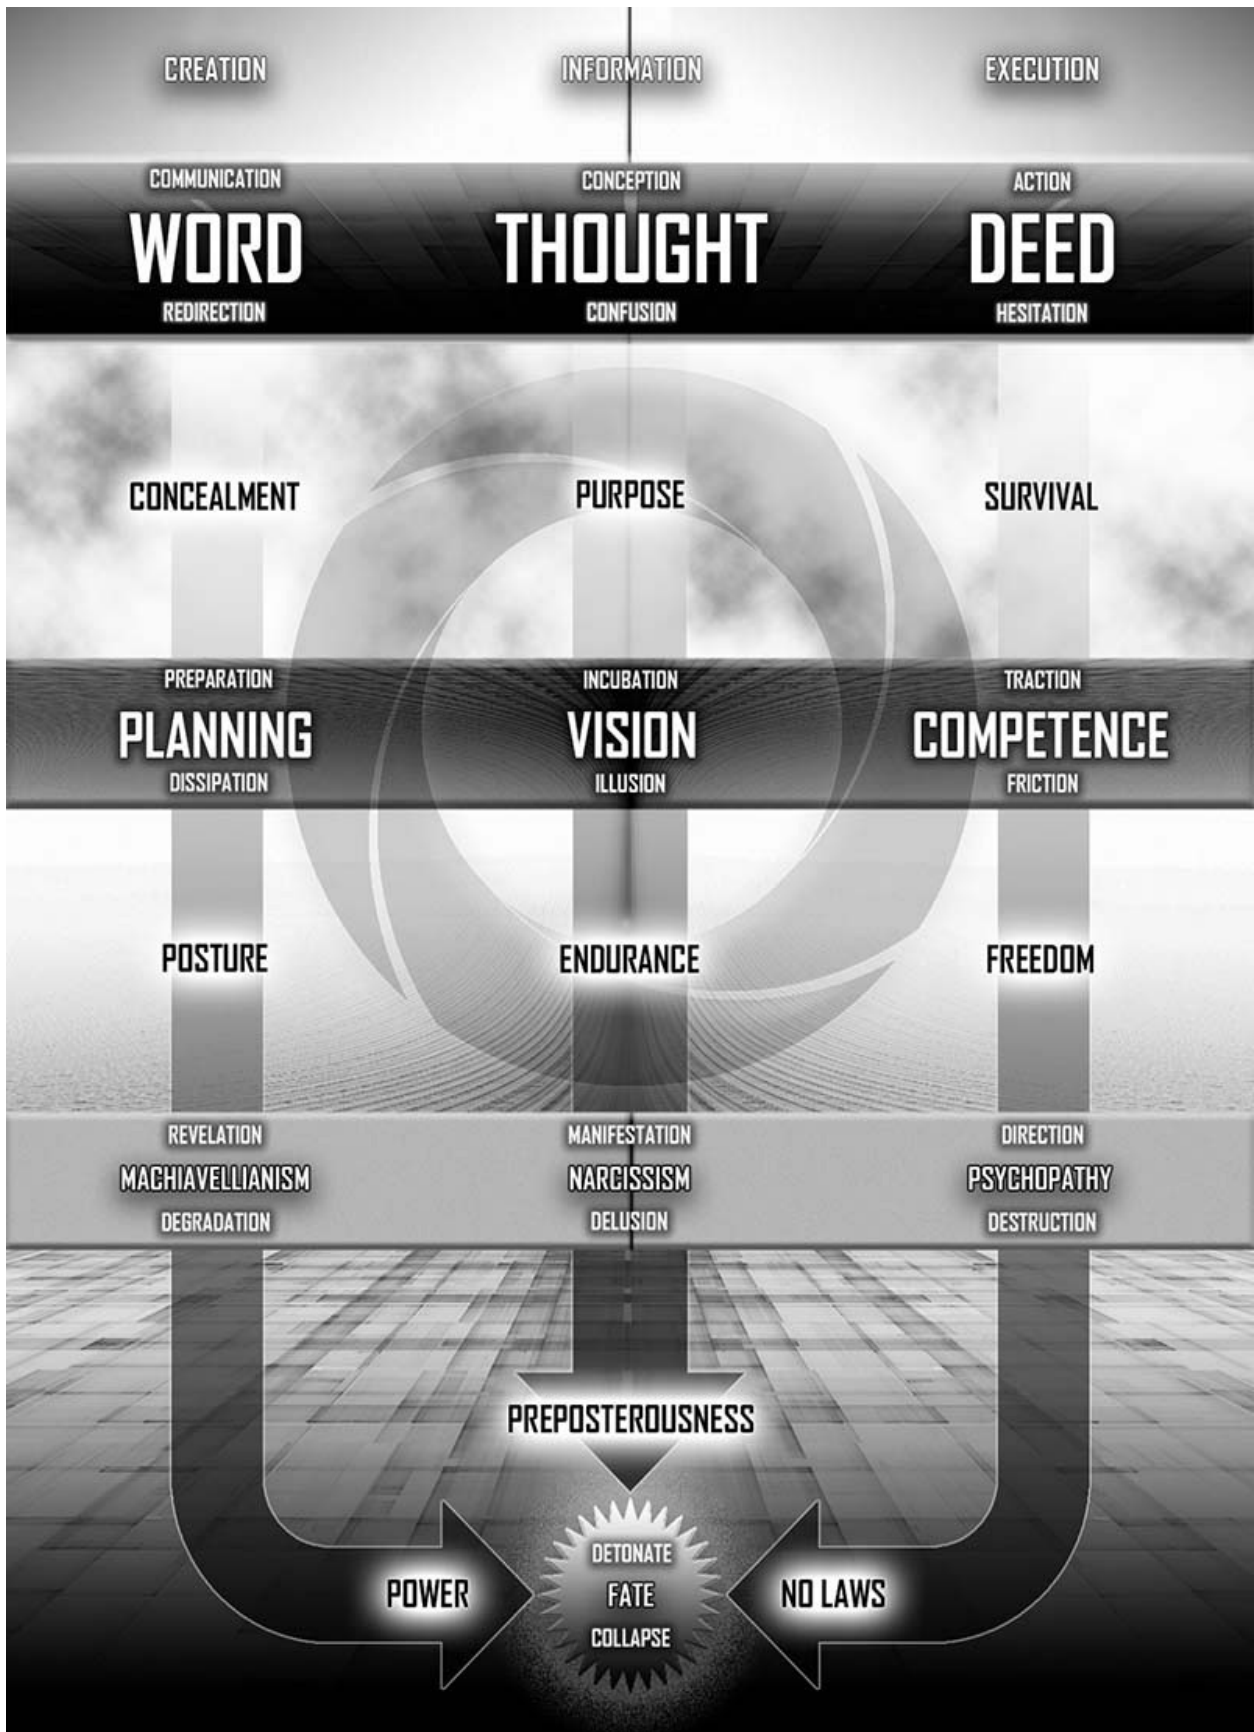 CREATION INFORMATION EXECUTION
COMMUNICATION CONCEPTION ACTION
WORD THOUGHT DEED
REDIRECTION CONFUSION HESITATION
CONCEALMENT PURPOSE SURVIVAL
PREPARATION INCUBATION TRACTION
PLANNING VISION COMPETENCE
DISSIPATION ILLUSION FRICTION
POSTURE ENDURANCE FREEDOM
REVELATION MANIFESTATION DIRECTION
MACHIAVELLIANISM NARCISSISM PSYCHOPATHY
DEGRADATION DELUSION DESTRUCTION
PREPOSTEROUSNESS
DETONATE
POWER FATE NO LAWS
COLLAPSE